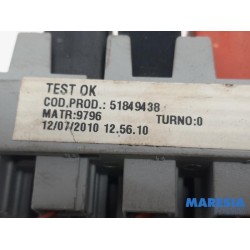 TEST OK
COD.PROD.: 51849438
MATR:9796 TURNO:0
12/07/2010 12.56.10
MARESIA